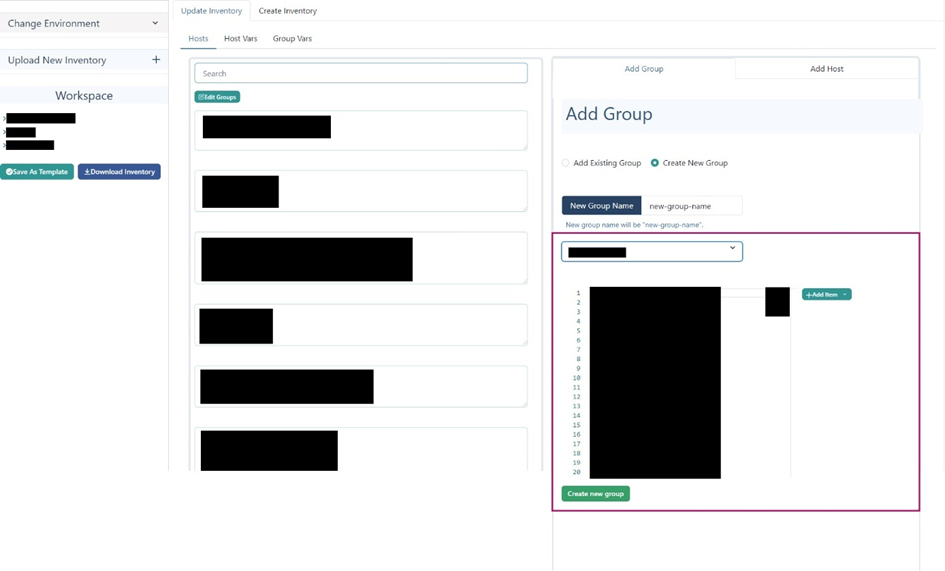 Change Environment
Upload New Inventory +
Workspace
Save As Template
Download Inventory
Update Inventory
Create Inventory
Hosts
Host Vars
Group Vars
Search
Edit Groups
Add Group
Add Host
Add Group
Add Existing Group
Create New Group
New Group Name
new-group-name
New group name will be "new-group-name".
1
2
3
4
5
6
7
8
9
10
11
12
13
14
15
16
17
18
19
20
+Add Item
Create new group